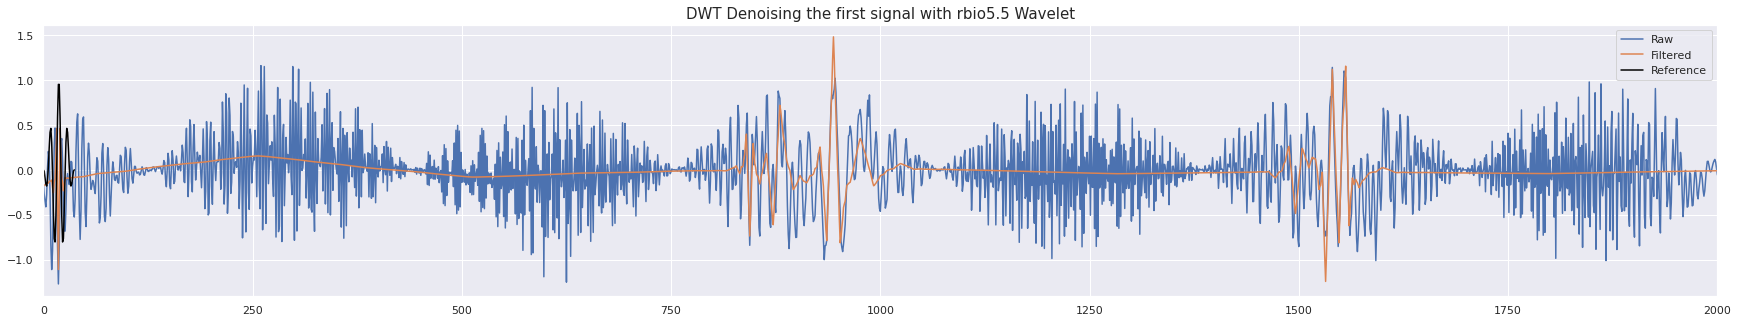 DWT Denoising the first signal with rbio5.5 Wavelet
1.5
1.0
0.5
0.0
−0.5
−1.0
Raw
Filtered
Reference
0 250 500 750 1000 1250 1500 1750 2000